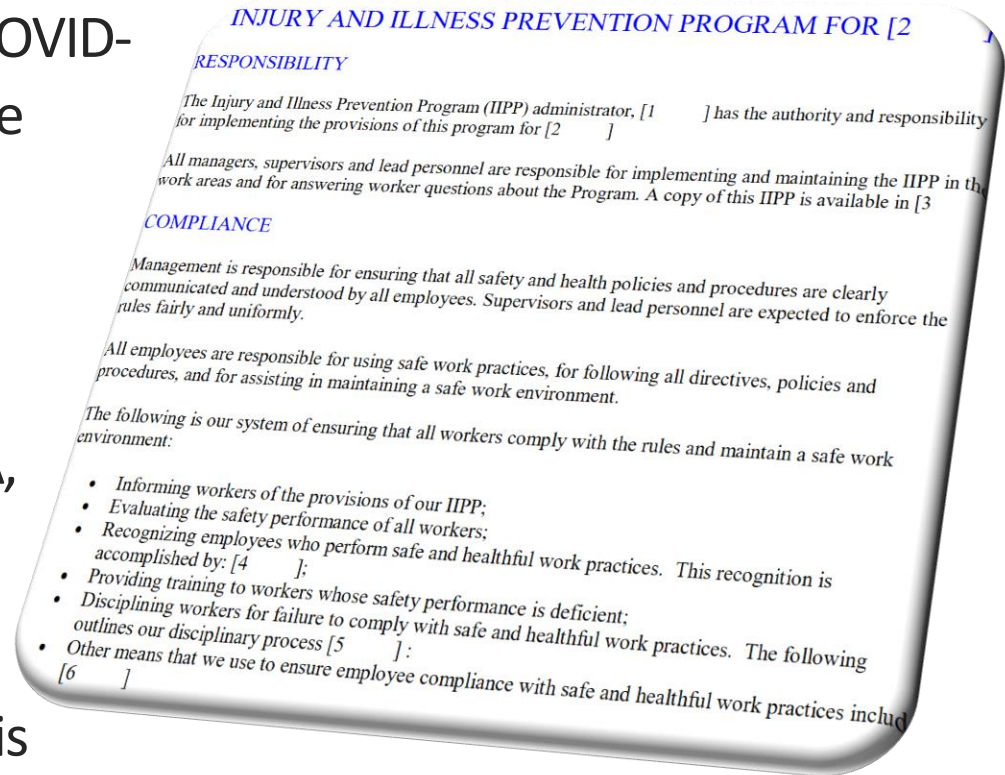 OVID-
e
A,
is
INJURY AND ILLNESS PREVENTION PROGRAM FOR [2 ]
RESPONSIBILITY
The Injury and Illness Prevention Program (IIPP) administrator, [1 ] has the authority and responsibility
for implementing the provisions of this program for [2 ]
All managers, supervisors and lead personnel are responsible for implementing and maintaining the IIPP in the
work areas and for answering worker questions about the Program. A copy of this IIPP is available in [3
COMPLIANCE
Management is responsible for ensuring that all safety and health policies and procedures are clearly
communicated and understood by all employees. Supervisors and lead personnel are expected to enforce the
rules fairly and uniformly.
All employees are responsible for using safe work practices, for following all directives, policies and
procedures, and for assisting in maintaining a safe work environment.
The following is our system of ensuring that all workers comply with the rules and maintain a safe work
environment:
• Informing workers of the provisions of our IIPP;
• Evaluating the safety performance of all workers;
• Recognizing employees who perform safe and healthful work practices. This recognition is
accomplished by: [4 ];
• Providing training to workers whose safety performance is deficient;
• Disciplining workers for failure to comply with safe and healthful work practices. The following
outlines our disciplinary process [5 ] :
• Other means that we use to ensure employee compliance with safe and healthful work practices includ
[6 ]